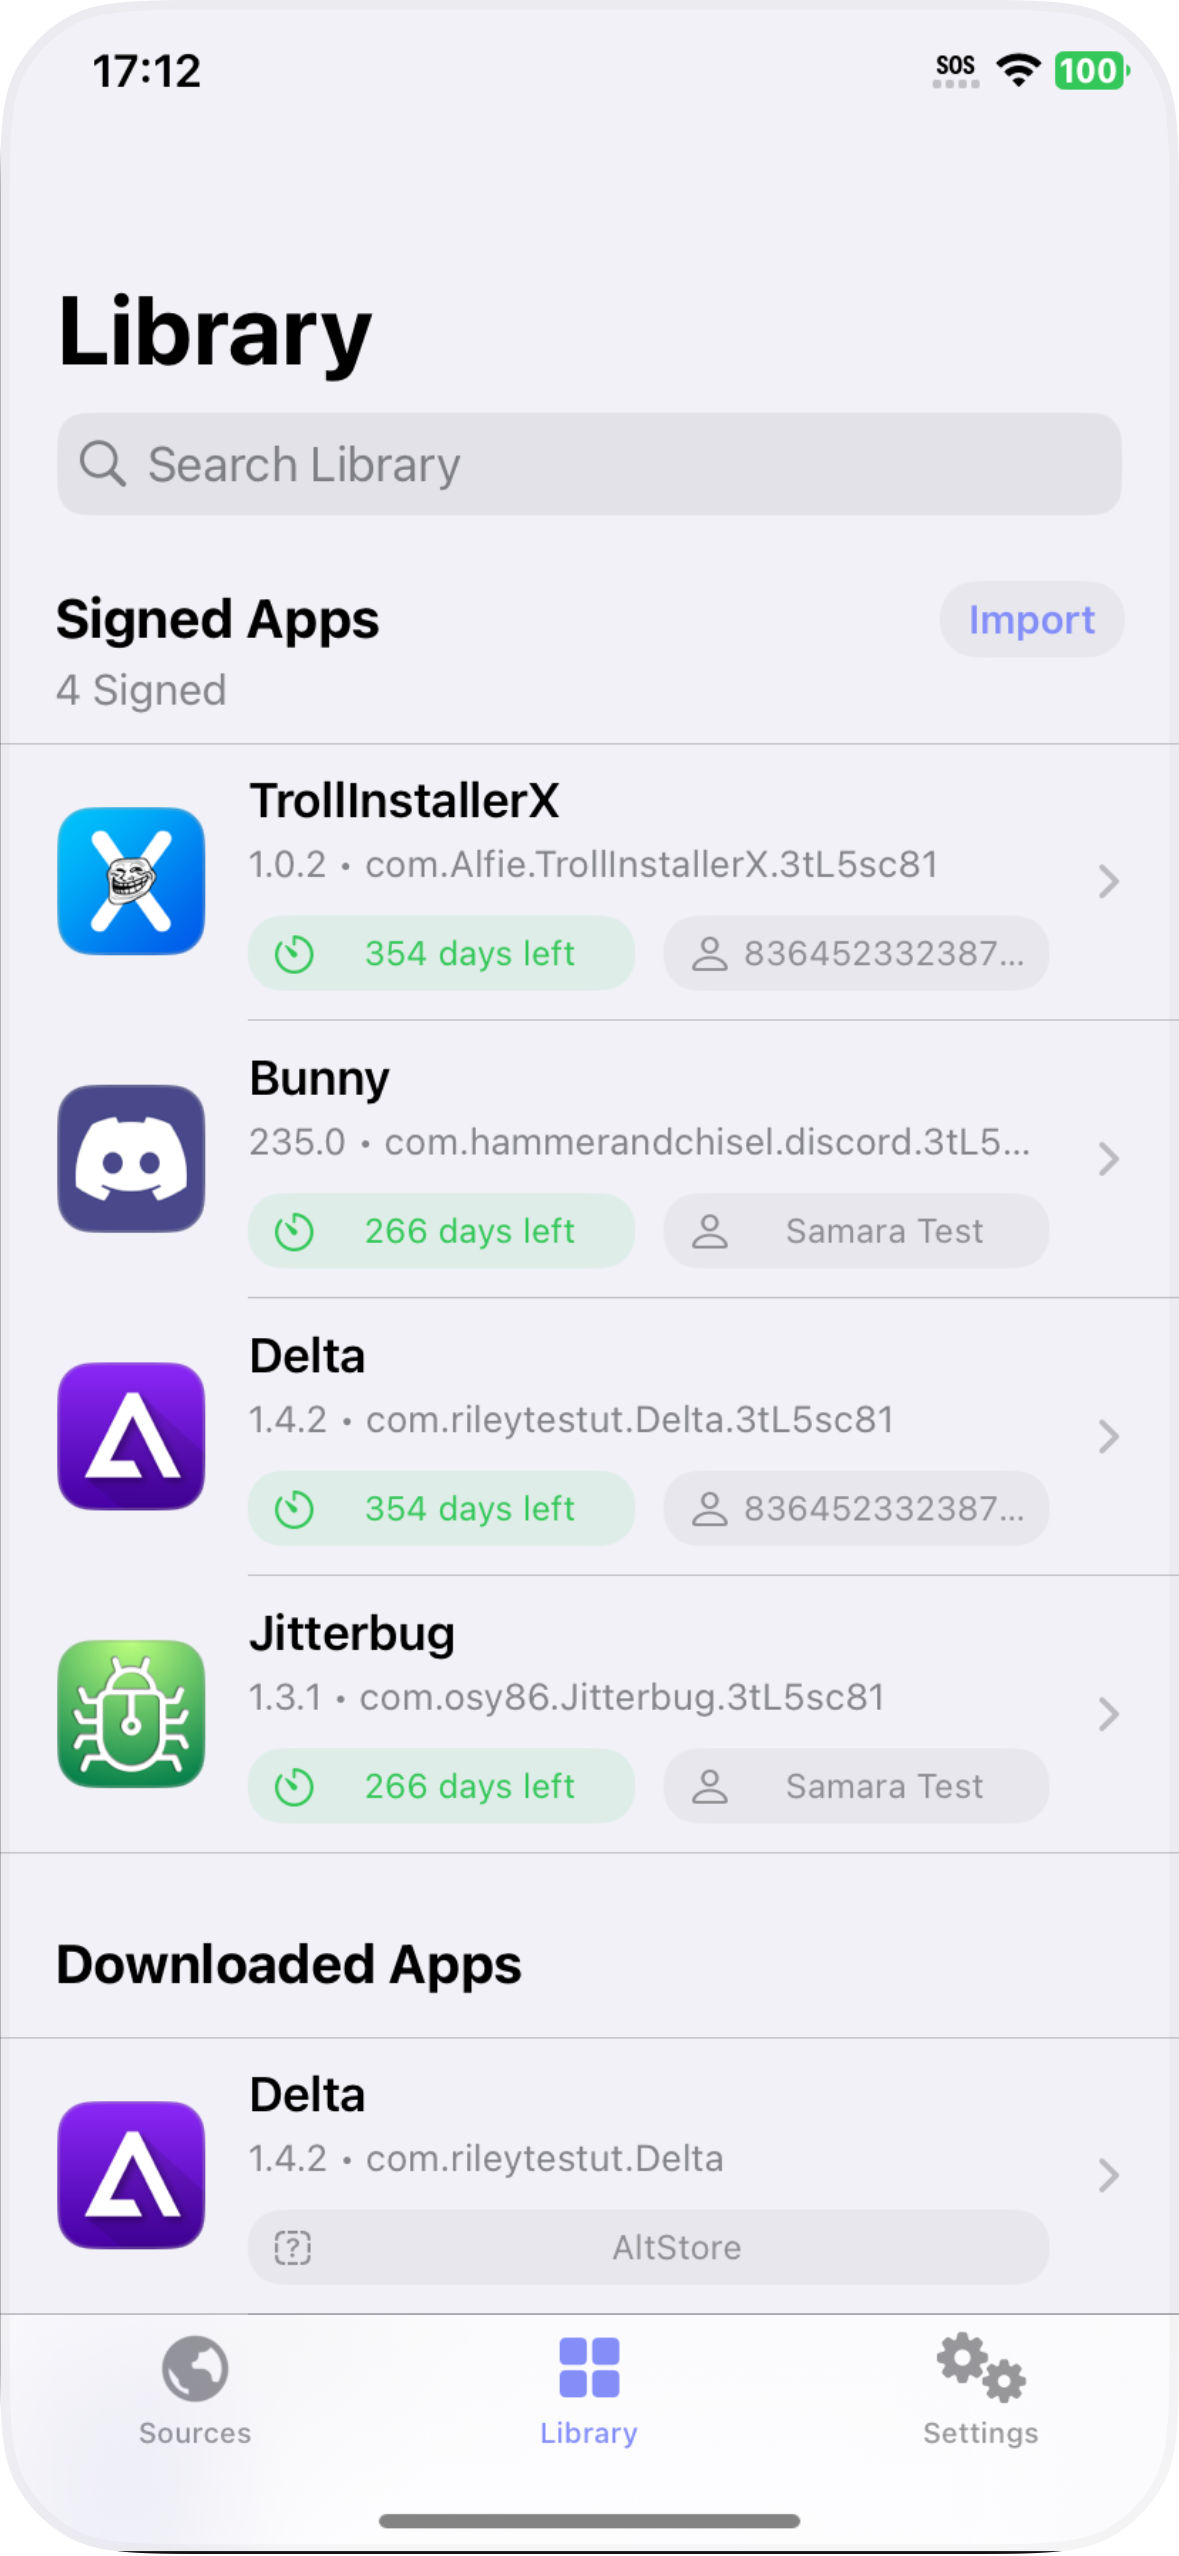 17:12
SOS
100
Library
Search Library
Signed Apps
Import
4 Signed
TrollInstallerX
1.0.2 • com.Alfie.TrollInstallerX.3tL5sc81
354 days left
836452332387...
Bunny
235.0 • com.hammerandchisel.discord.3tL5...
266 days left
Samara Test
Delta
1.4.2 • com.rileytestut.Delta.3tL5sc81
354 days left
836452332387...
Jitterbug
1.3.1 • com.osy86.Jitterbug.3tL5sc81
266 days left
Samara Test
Downloaded Apps
Delta
1.4.2 • com.rileytestut.Delta
AltStore
Sources
Library
Settings